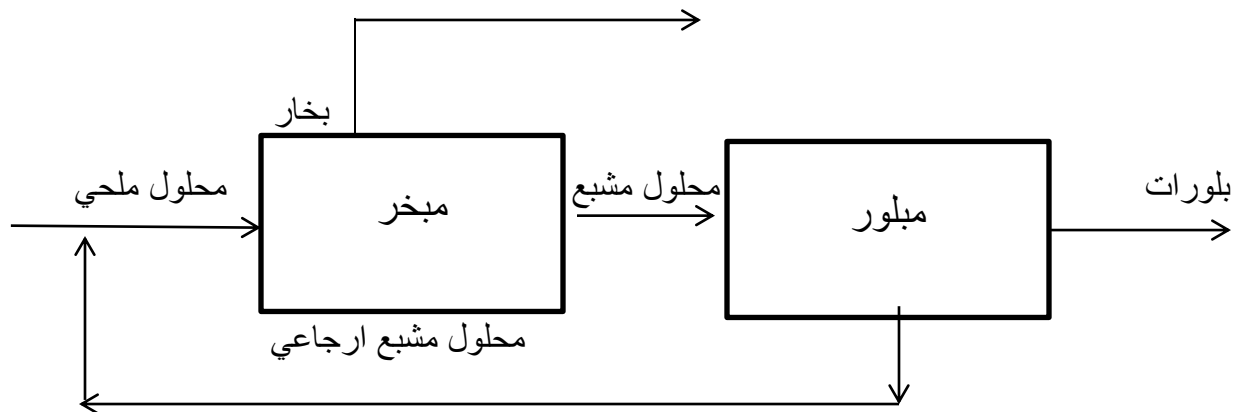 بخار
محلول ملحي
مبخر
محلول مشبع
مبلور
بلورات
محلول مشبع ارجاعي